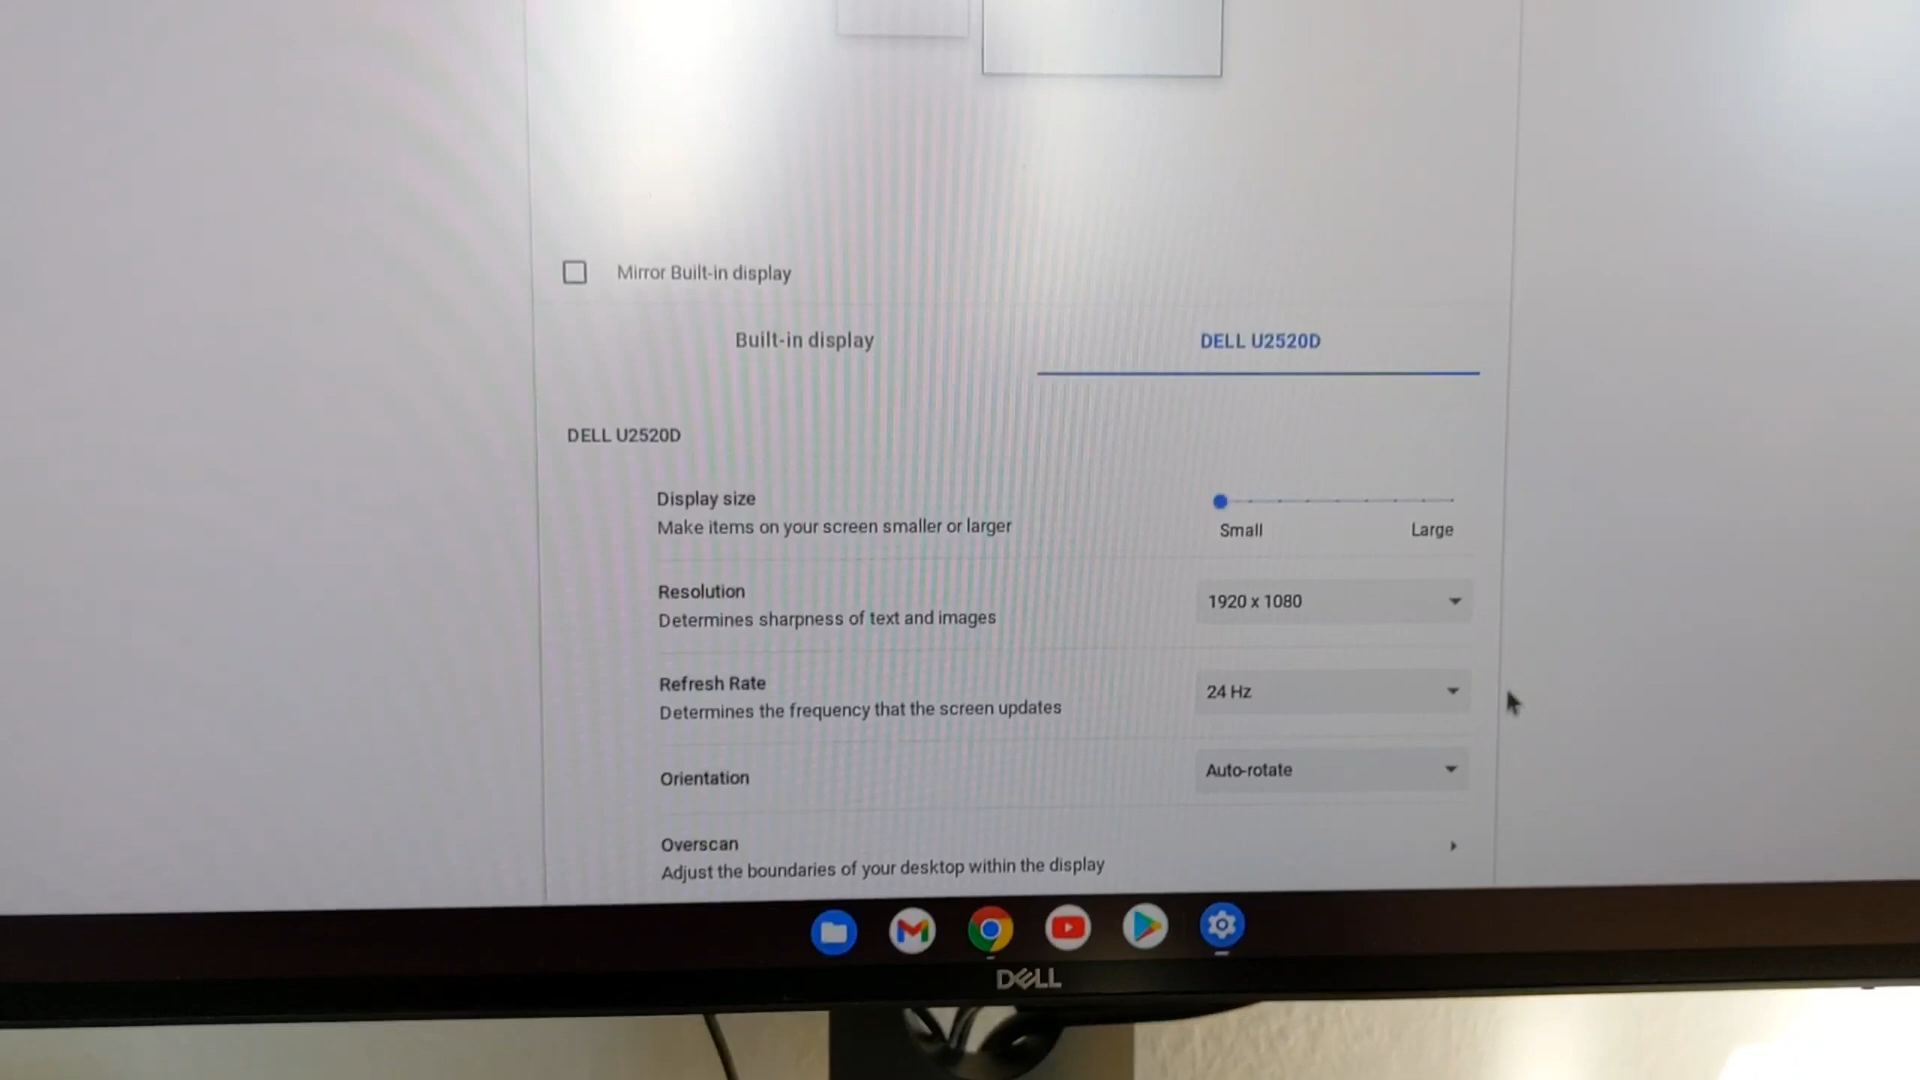 Mirror Built-in display
Built-in display
DELL U2520D
DELL U2520D
Display size
Make items on your screen smaller or larger
Small
Large
Resolution
Determines sharpness of text and images
1920 x 1080
Refresh Rate
Determines the frequency that the screen updates
24 Hz
Orientation
Auto-rotate
Overscan
Adjust the boundaries of your desktop within the display
DELL